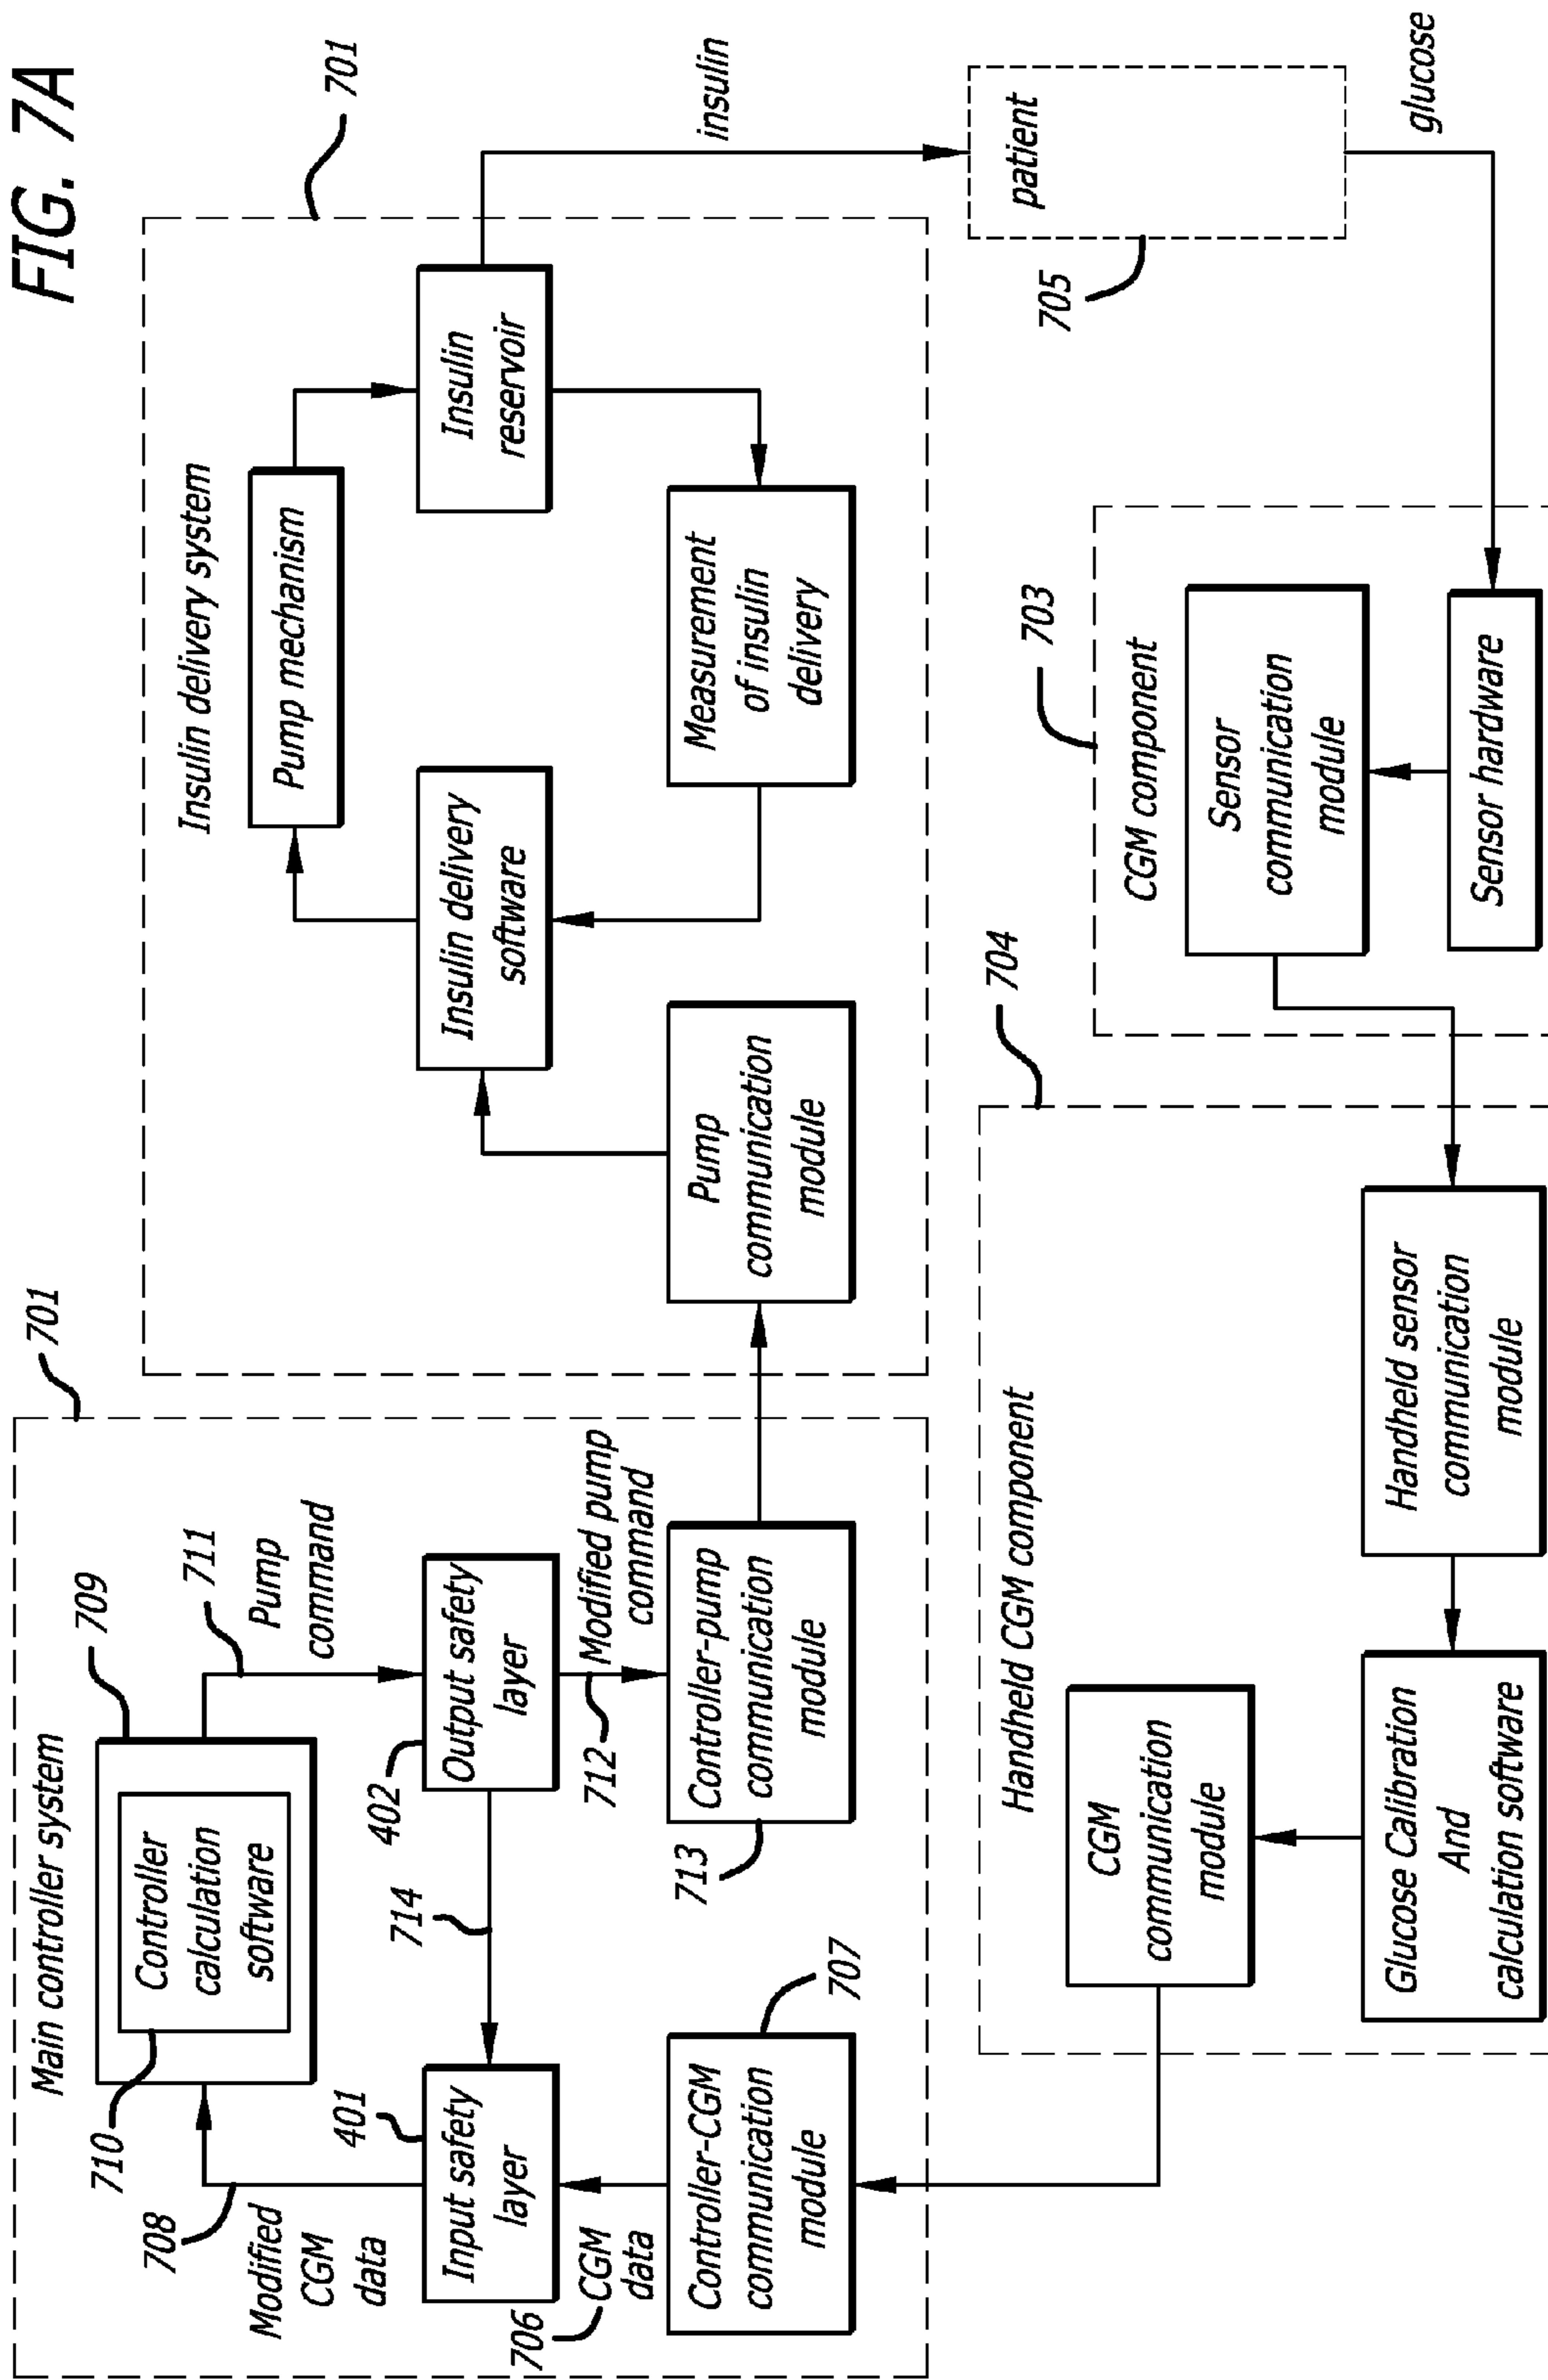 FIG. 7A
701
Main controller system
709
710
Controller
calculation
software
708
Modified
CGM
data
711
Pump
command
401
Input safety
layer
714
402
Output safety
layer
706
CGM
data
712
Modified pump
command
Controller-CGM
communication
module
707
713
Controller-pump
communication
module
701
Insulin delivery system
Pump mechanism
Insulin delivery
software
Insulin
reservoir
Pump
communication
module
Measurement
of insulin
delivery
insulin
705
patient
glucose
704
Handheld CGM component
CGM
communication
module
Glucose Calibration
And
calculation software
Handheld sensor
communication
module
703
CGM component
Sensor
communication
module
Sensor hardware